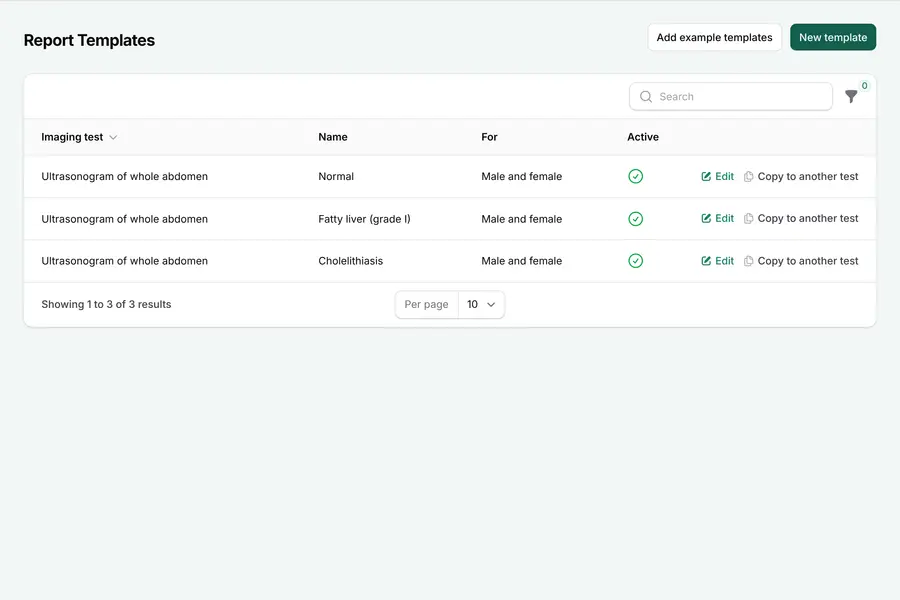 Report Templates
Add example templates
New template
Search
0
Imaging test Name For Active
Ultrasonogram of whole abdomen Normal Male and female Edit Copy to another test
Ultrasonogram of whole abdomen Fatty liver (grade I) Male and female Edit Copy to another test
Ultrasonogram of whole abdomen Cholelithiasis Male and female Edit Copy to another test
Showing 1 to 3 of 3 results Per page 10